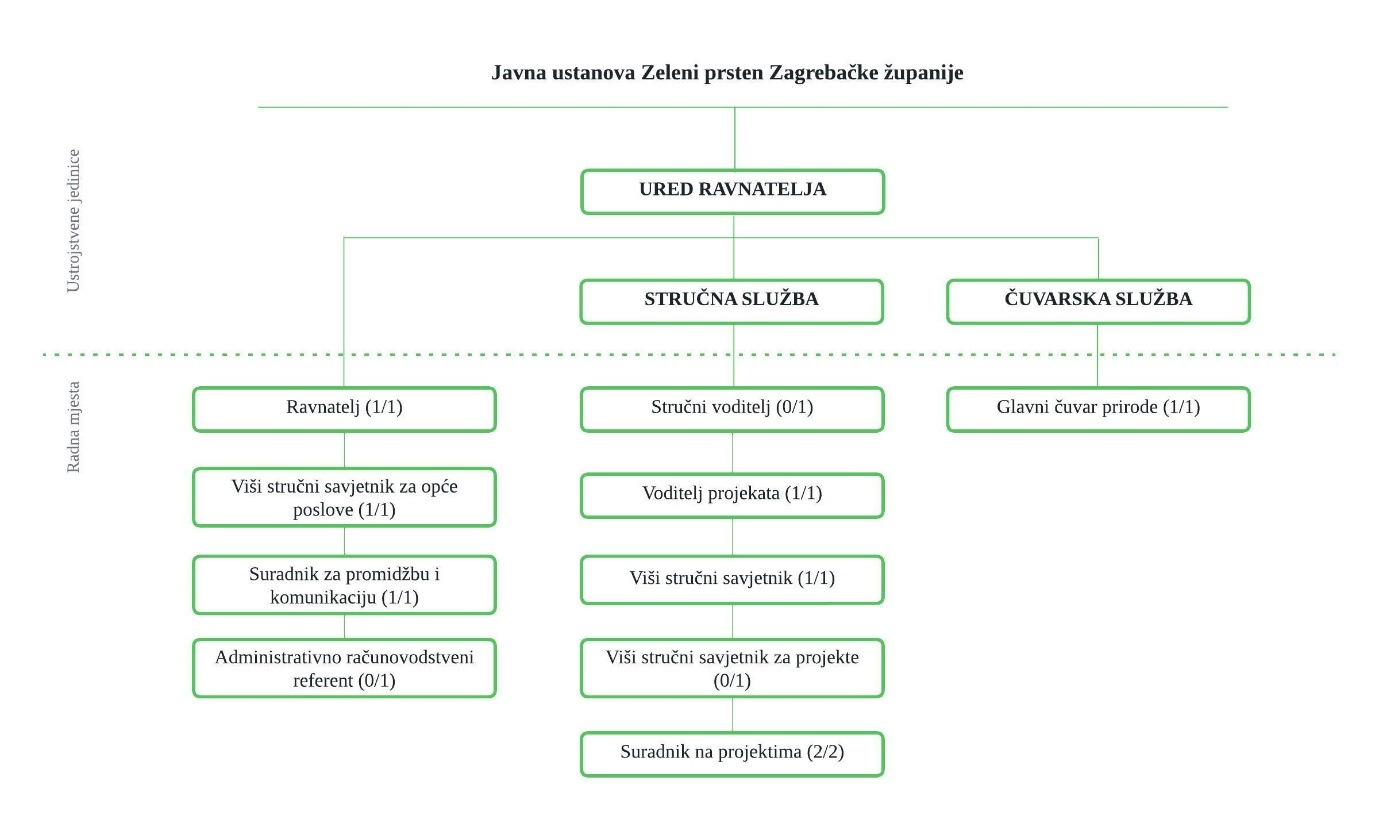 Javna ustanova Zeleni prsten Zagrebačke županije
Ustrojstvene jedinice
URED RAVNATELJA
STRUČNA SLUŽBA
ČUVARSKA SLUŽBA
Radna mjesta
Ravnatelj (1/1)
Viši stručni savjetnik za opće
poslove (1/1)
Suradnik za promidžbu i
komunikaciju (1/1)
Administrativno računovodstveni
referent (0/1)
Stručni voditelj (0/1)
Voditelj projekata (1/1)
Viši stručni savjetnik (1/1)
Viši stručni savjetnik za projekte
(0/1)
Suradnik na projektima (2/2)
Glavni čuvar prirode (1/1)